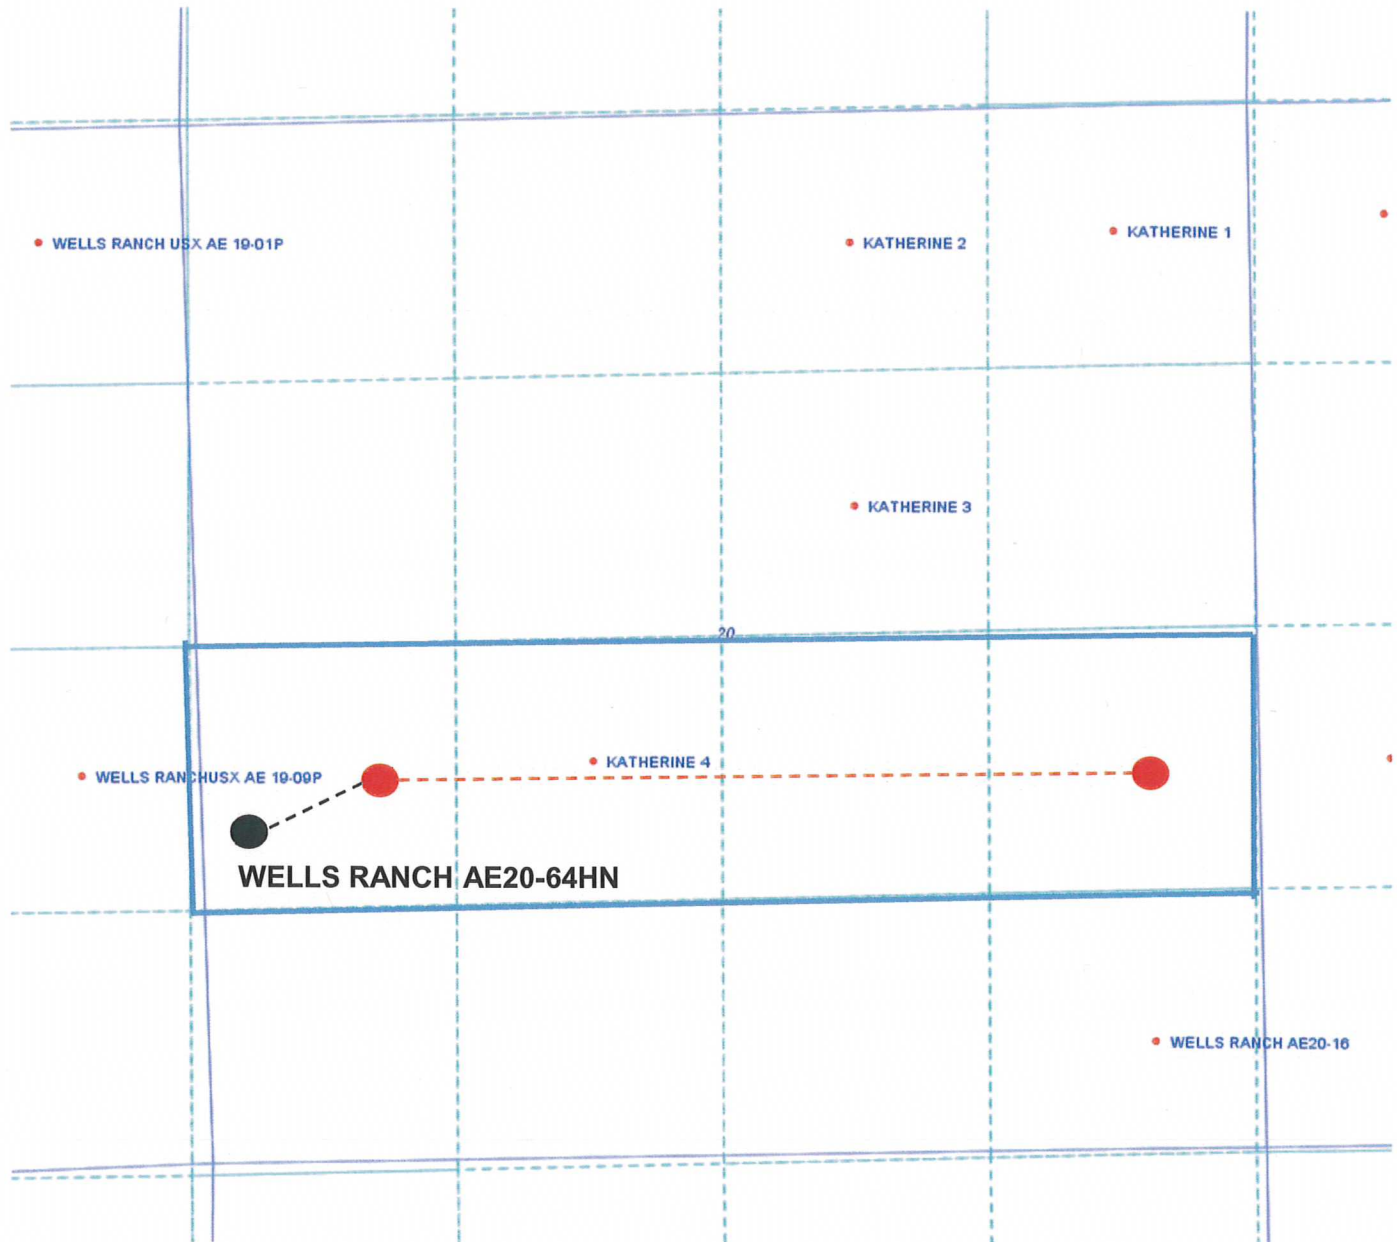 WELLS RANCH USX AE 19-01P
KATHERINE 2
KATHERINE 1
KATHERINE 3
20
KATHERINE 4
WELLS RANCHUSX AE 19-09P
WELLS RANCH AE20-64HN
WELLS RANCH AE20-16